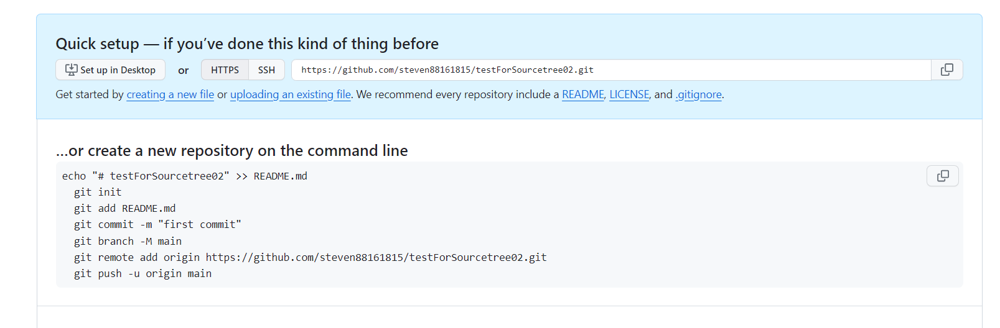 Quick setup — if you’ve done this kind of thing before
Set up in Desktop or HTTPS SSH https://github.com/steven88161815/testForSourcetree02.git
Get started by creating a new file or uploading an existing file. We recommend every repository include a README, LICENSE, and .gitignore.
…or create a new repository on the command line
echo "# testForSourcetree02" >> README.md
git init
git add README.md
git commit -m "first commit"
git branch -M main
git remote add origin https://github.com/steven88161815/testForSourcetree02.git
git push -u origin main